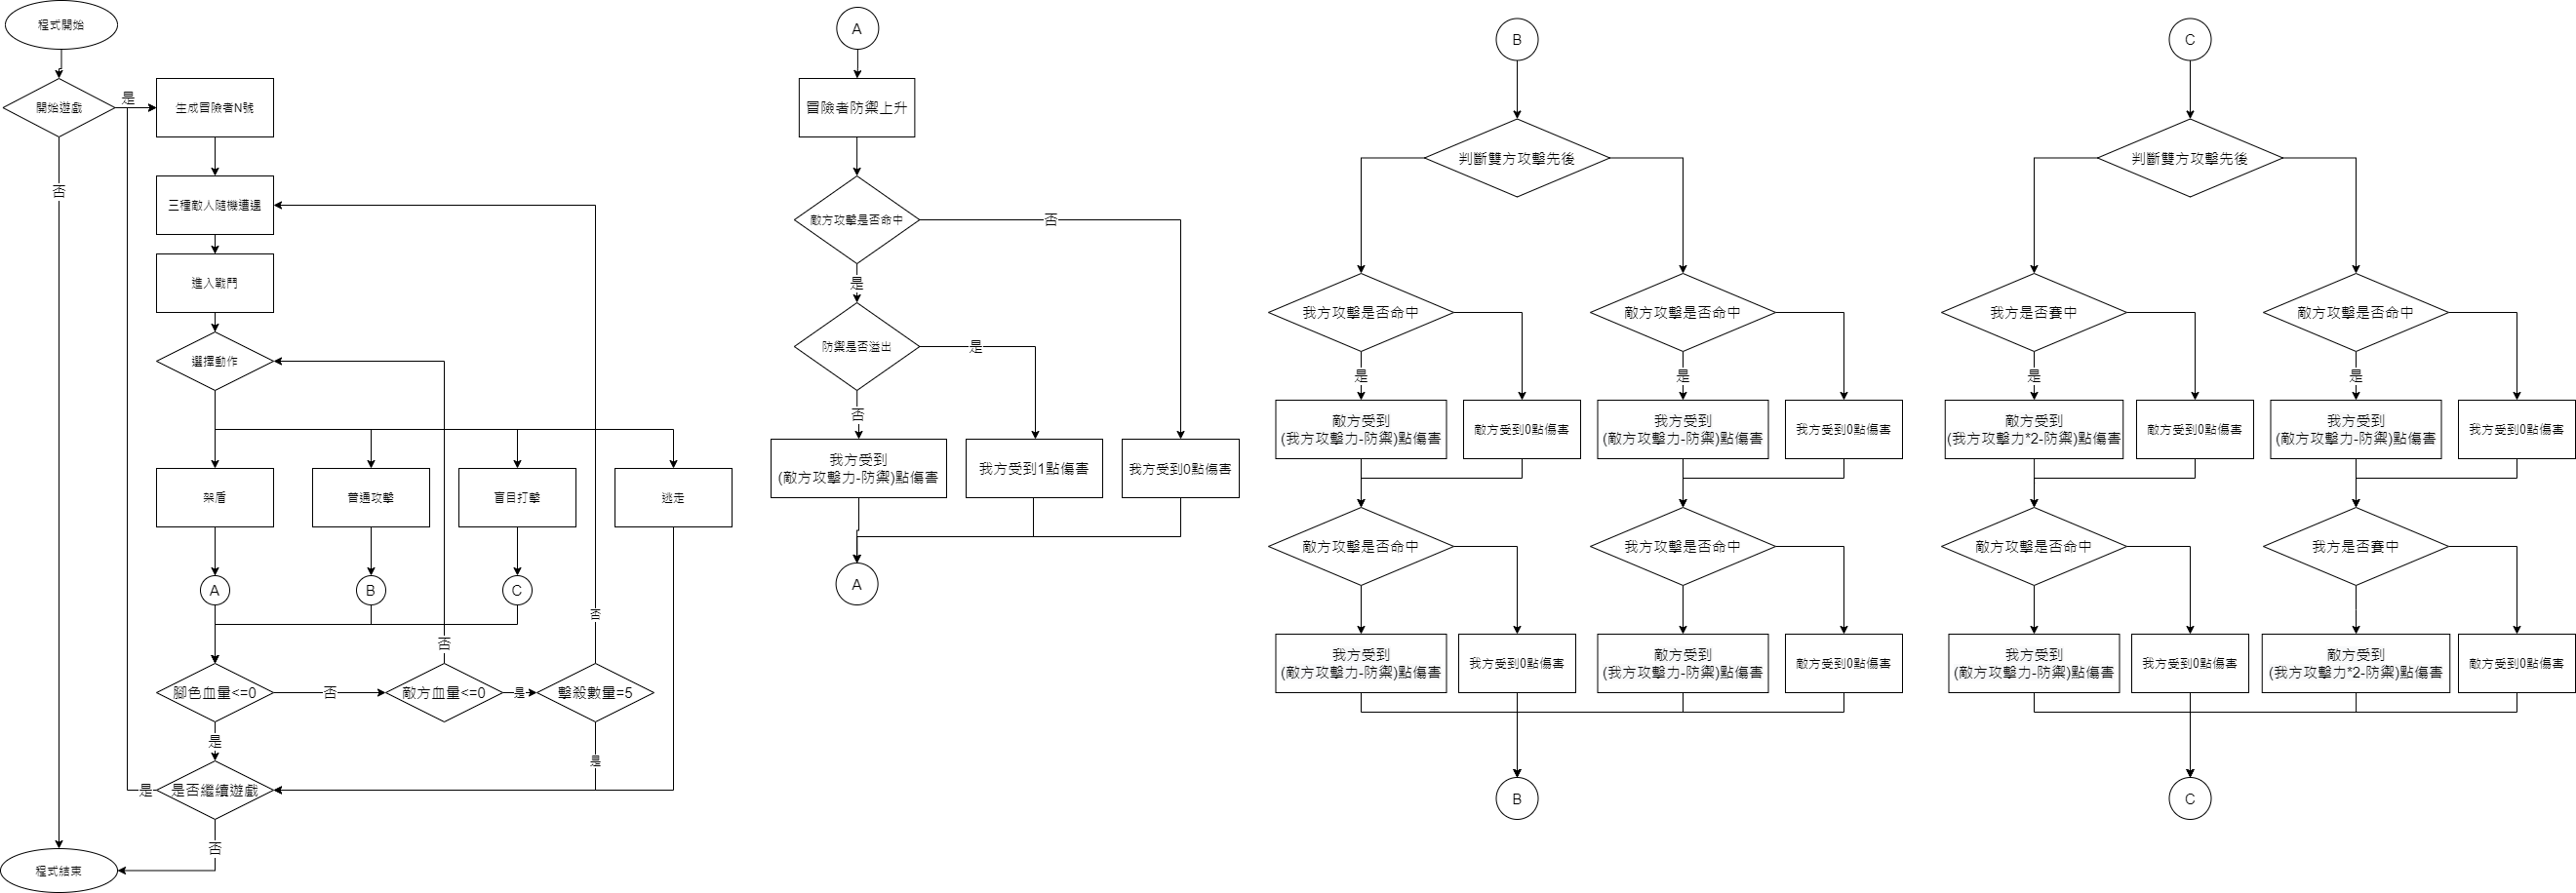 程式開始
開始遊戲
是
否
生成冒險者N號
三種敵人隨機遭遇
進入戰鬥
選擇動作
架盾
普通攻擊
盲目打擊
逃走
A
B
C
否
否
腳色血量<=0
否
敵方血量<=0
是
擊殺數量=5
是
是
是
是否繼續遊戲
否
程式結束
A
冒險者防禦上升
敵方攻擊是否命中
否
是
防禦是否溢出
是
否
我方受到
(敵方攻擊力-防禦)點傷害
我方受到1點傷害
我方受到0點傷害
A
B
判斷雙方攻擊先後
我方攻擊是否命中
敵方攻擊是否命中
是
是
敵方受到
(我方攻擊力-防禦)點傷害
敵方受到0點傷害
我方受到
(敵方攻擊力-防禦)點傷害
我方受到0點傷害
敵方攻擊是否命中
我方攻擊是否命中
我方受到
(敵方攻擊力-防禦)點傷害
我方受到0點傷害
敵方受到
(我方攻擊力-防禦)點傷害
敵方受到0點傷害
B
C
判斷雙方攻擊先後
我方是否賽中
敵方攻擊是否命中
是
是
敵方受到
(我方攻擊力*2-防禦)點傷害
敵方受到0點傷害
我方受到
(敵方攻擊力-防禦)點傷害
我方受到0點傷害
敵方攻擊是否命中
我方是否賽中
我方受到
(敵方攻擊力-防禦)點傷害
我方受到0點傷害
敵方受到
(我方攻擊力*2-防禦)點傷害
敵方受到0點傷害
C